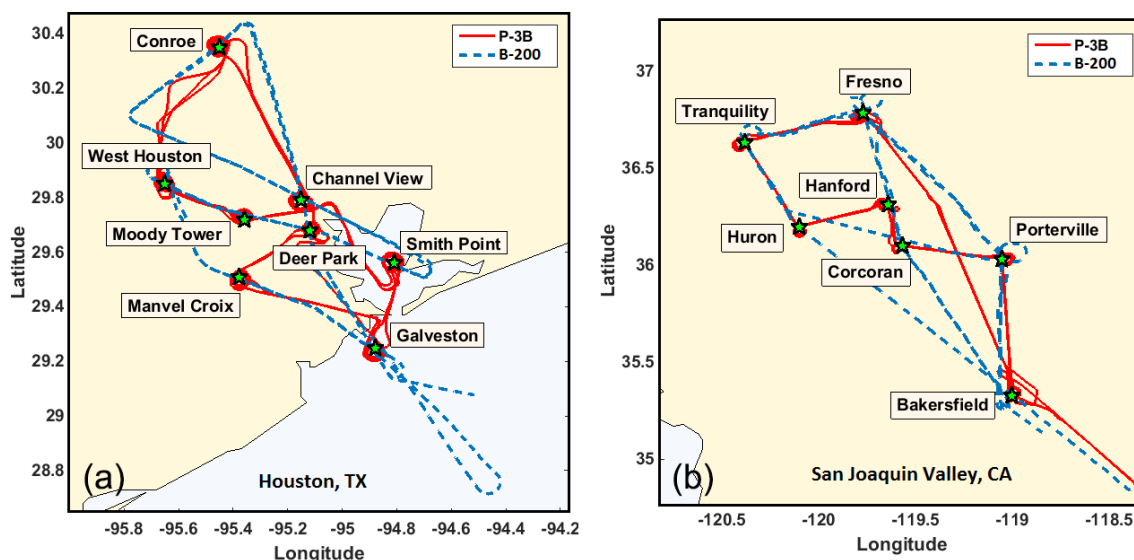 30.4
30.2
30
29.8
29.6
29.4
29.2
29
28.8
Latitude
Conroe
P-3B
B-200
West Houston
Channel View
Moody Tower
Smith Point
Deer Park
Manvel Croix
Galveston
(a)
Houston, TX
-95.8 -95.6 -95.4 -95.2 -95 -94.8 -94.6 -94.4 -94.2
Longitude
37
36.5
36
35.5
35
Latitude
P-3B
B-200
Fresno
Tranquility
Hanford
Huron
Porterville
Corcoran
Bakersfield
(b)
San Joaquin Valley, CA
-120.5 -120 -119.5 -119 -118.5
Longitude